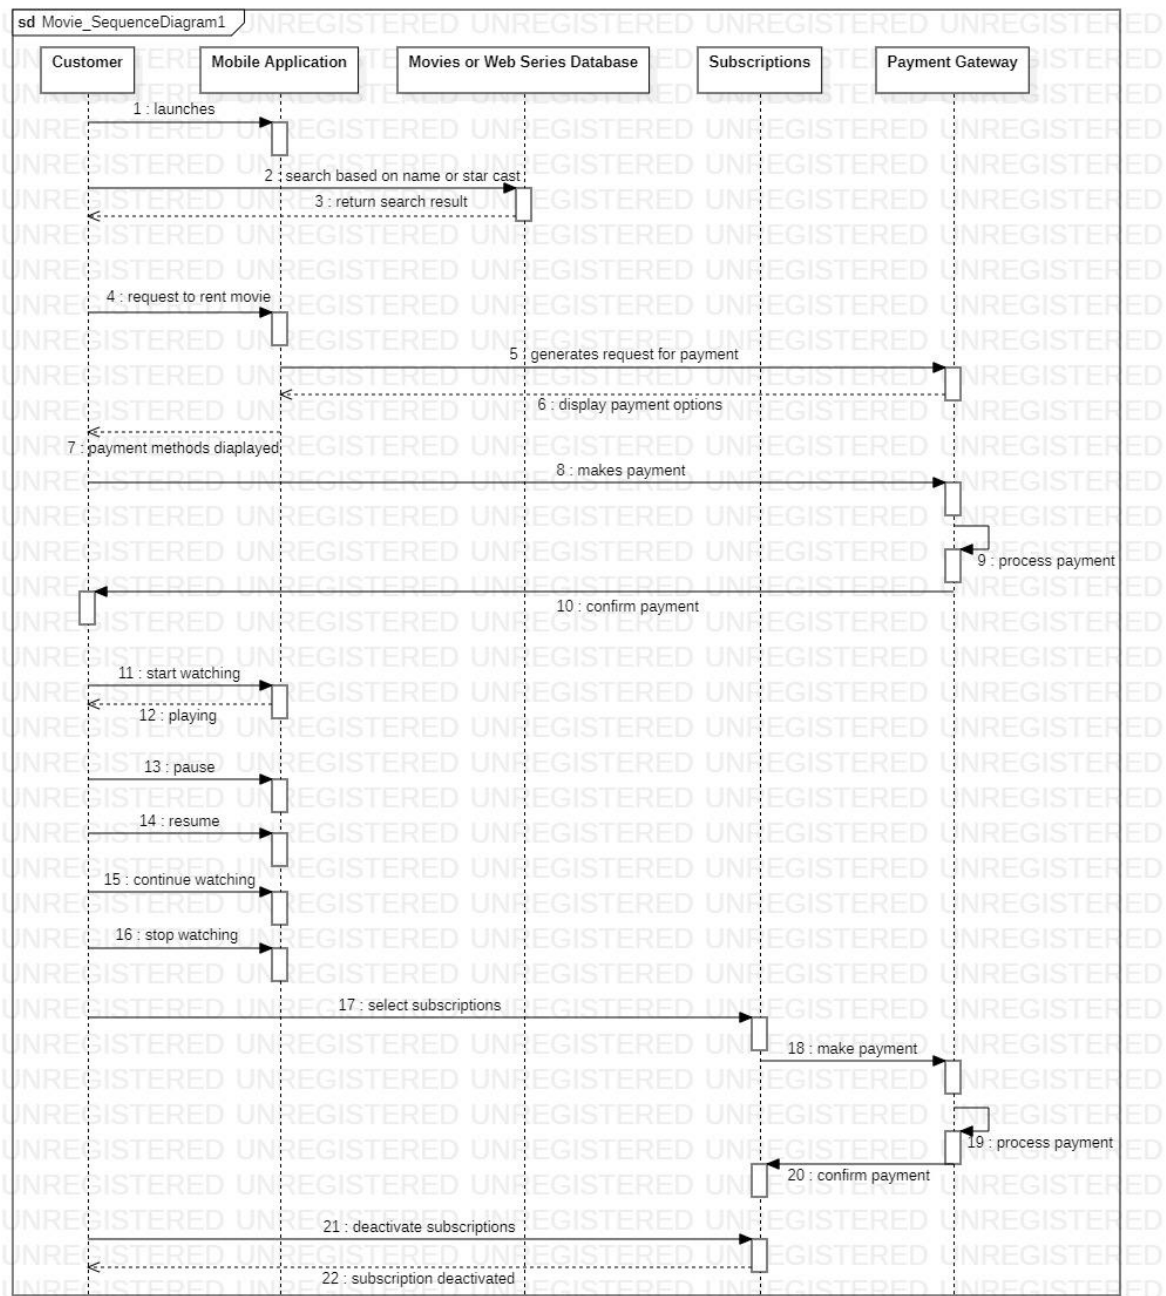 sd Movie_SequenceDiagram1
Customer
Mobile Application
Movies or Web Series Database
Subscriptions
Payment Gateway
1 : launches
2 : search based on name or star cast
3 : return search result
4 : request to rent movie
5 : generates request for payment
6 : display payment options
7 : payment methods diaplayed
8 : makes payment
9 : process payment
10 : confirm payment
11 : start watching
12 : playing
13 : pause
14 : resume
15 : continue watching
16 : stop watching
17 : select subscriptions
18 : make payment
19 : process payment
20 : confirm payment
21 : deactivate subscriptions
22 : subscription deactivated
UNREGISTERED